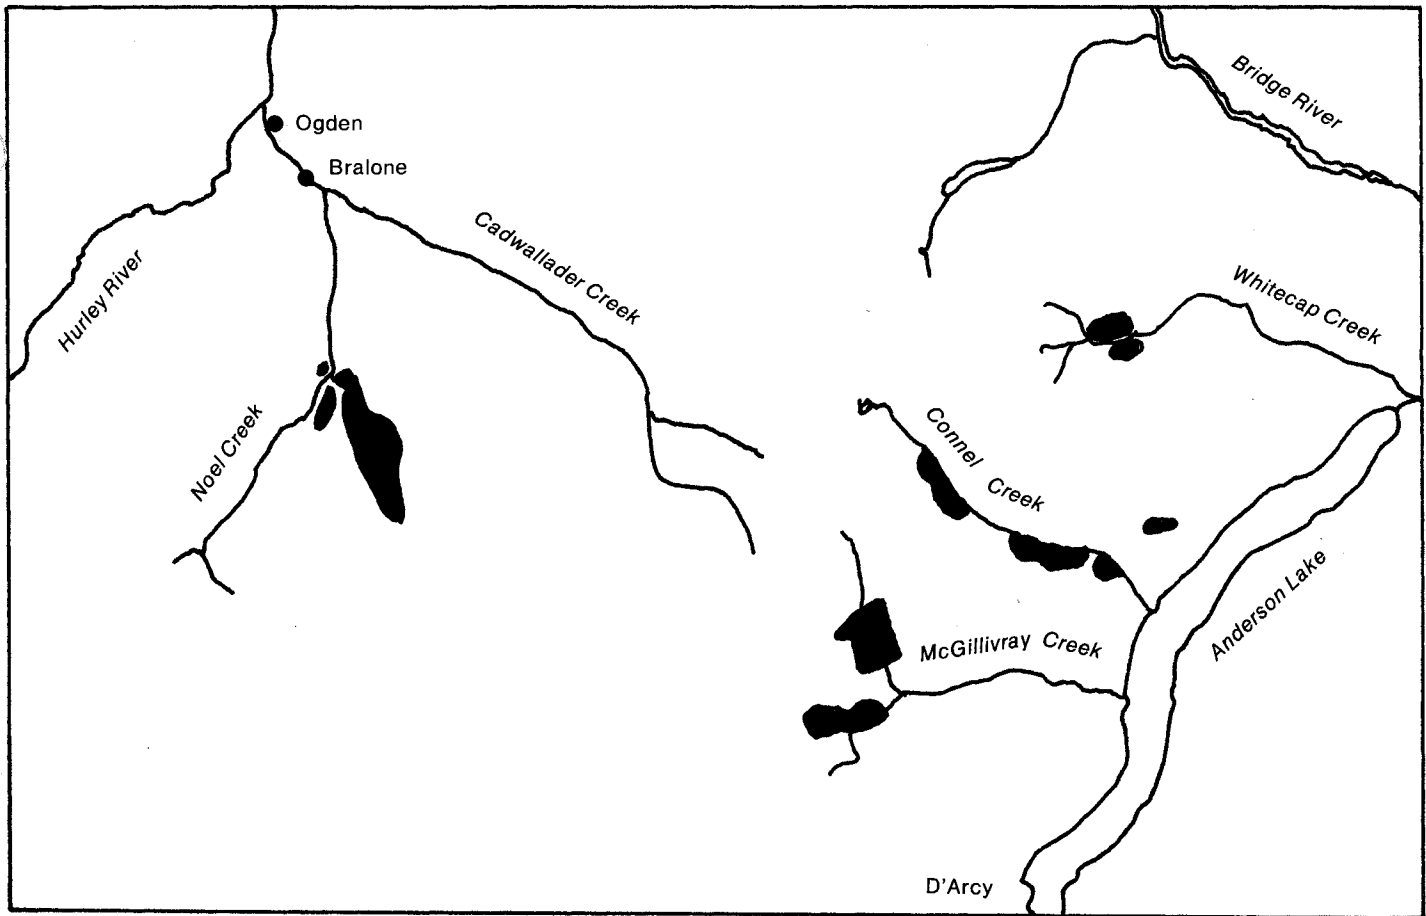 Bridge River
Ogden
Bralone
Cadwallader Creek
Hurley River
Whitecap Creek
Noel Creek
Connel Creek
Anderson Lake
McGillivray Creek
D'Arcy